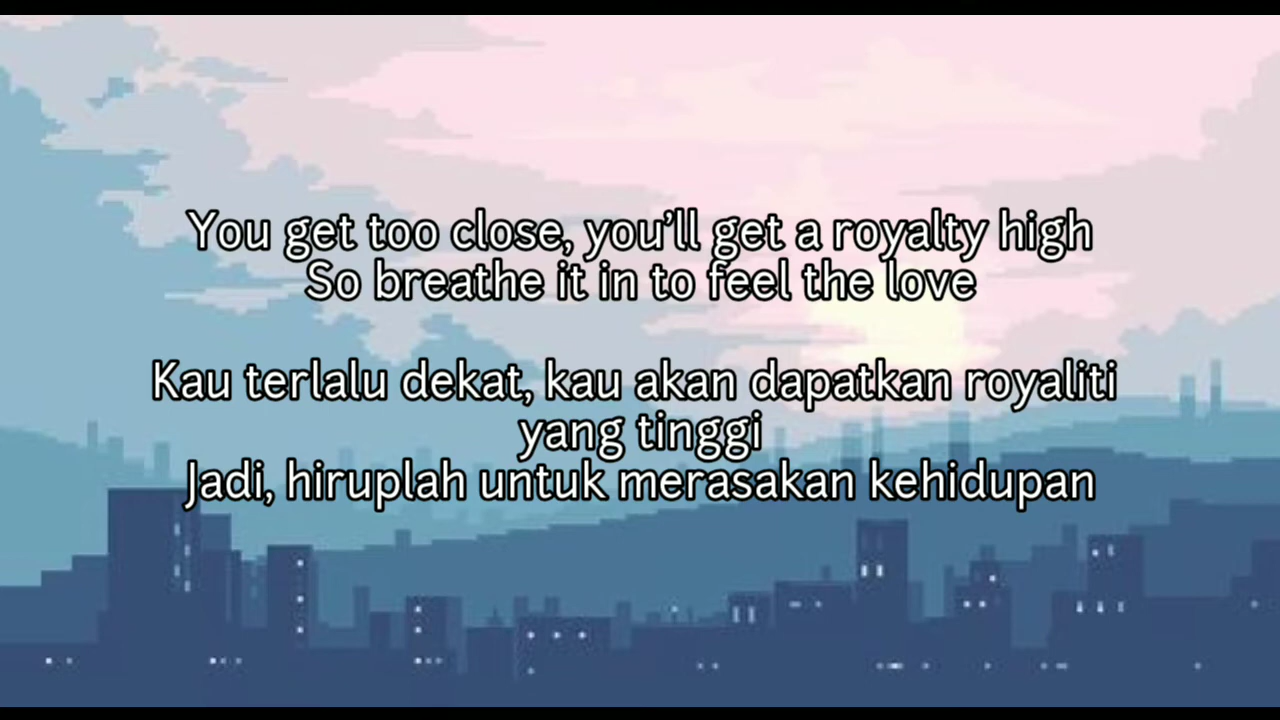 You get too close, you’ll get a royalty high
So breathe it in to feel the love
Kau terlalu dekat, kau akan dapatkan royaliti
yang tinggi
Jadi, hiruplah untuk merasakan kehidupan